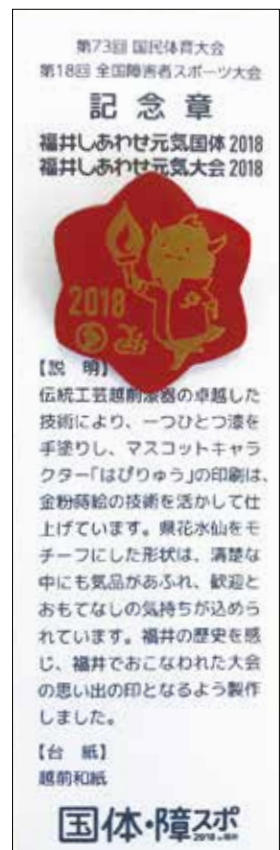 第73回 国民体育大会
第18回 全国障害者スポーツ大会
記念章
福井しあわせ元気国体 2018
福井しあわせ元気大会 2018
2018
【説 明】
伝統工芸越前漆器の卓越した
技術により、一つひとつ漆を
手塗りし、マスコットキャラ
クター「はぴりゅう」の印刷は、
金粉蒔絵の技術を活かして仕
上げています。県花水仙をモ
チーフにした形状は、清楚な
中にも気品があふれ、歓迎と
おもてなしの気持ちが込めら
れています。福井の歴史を感
じ、福井でおこなわれた大会
の思い出の印となるよう製作
しました。
【台 紙】
越前和紙
国体・障スポ